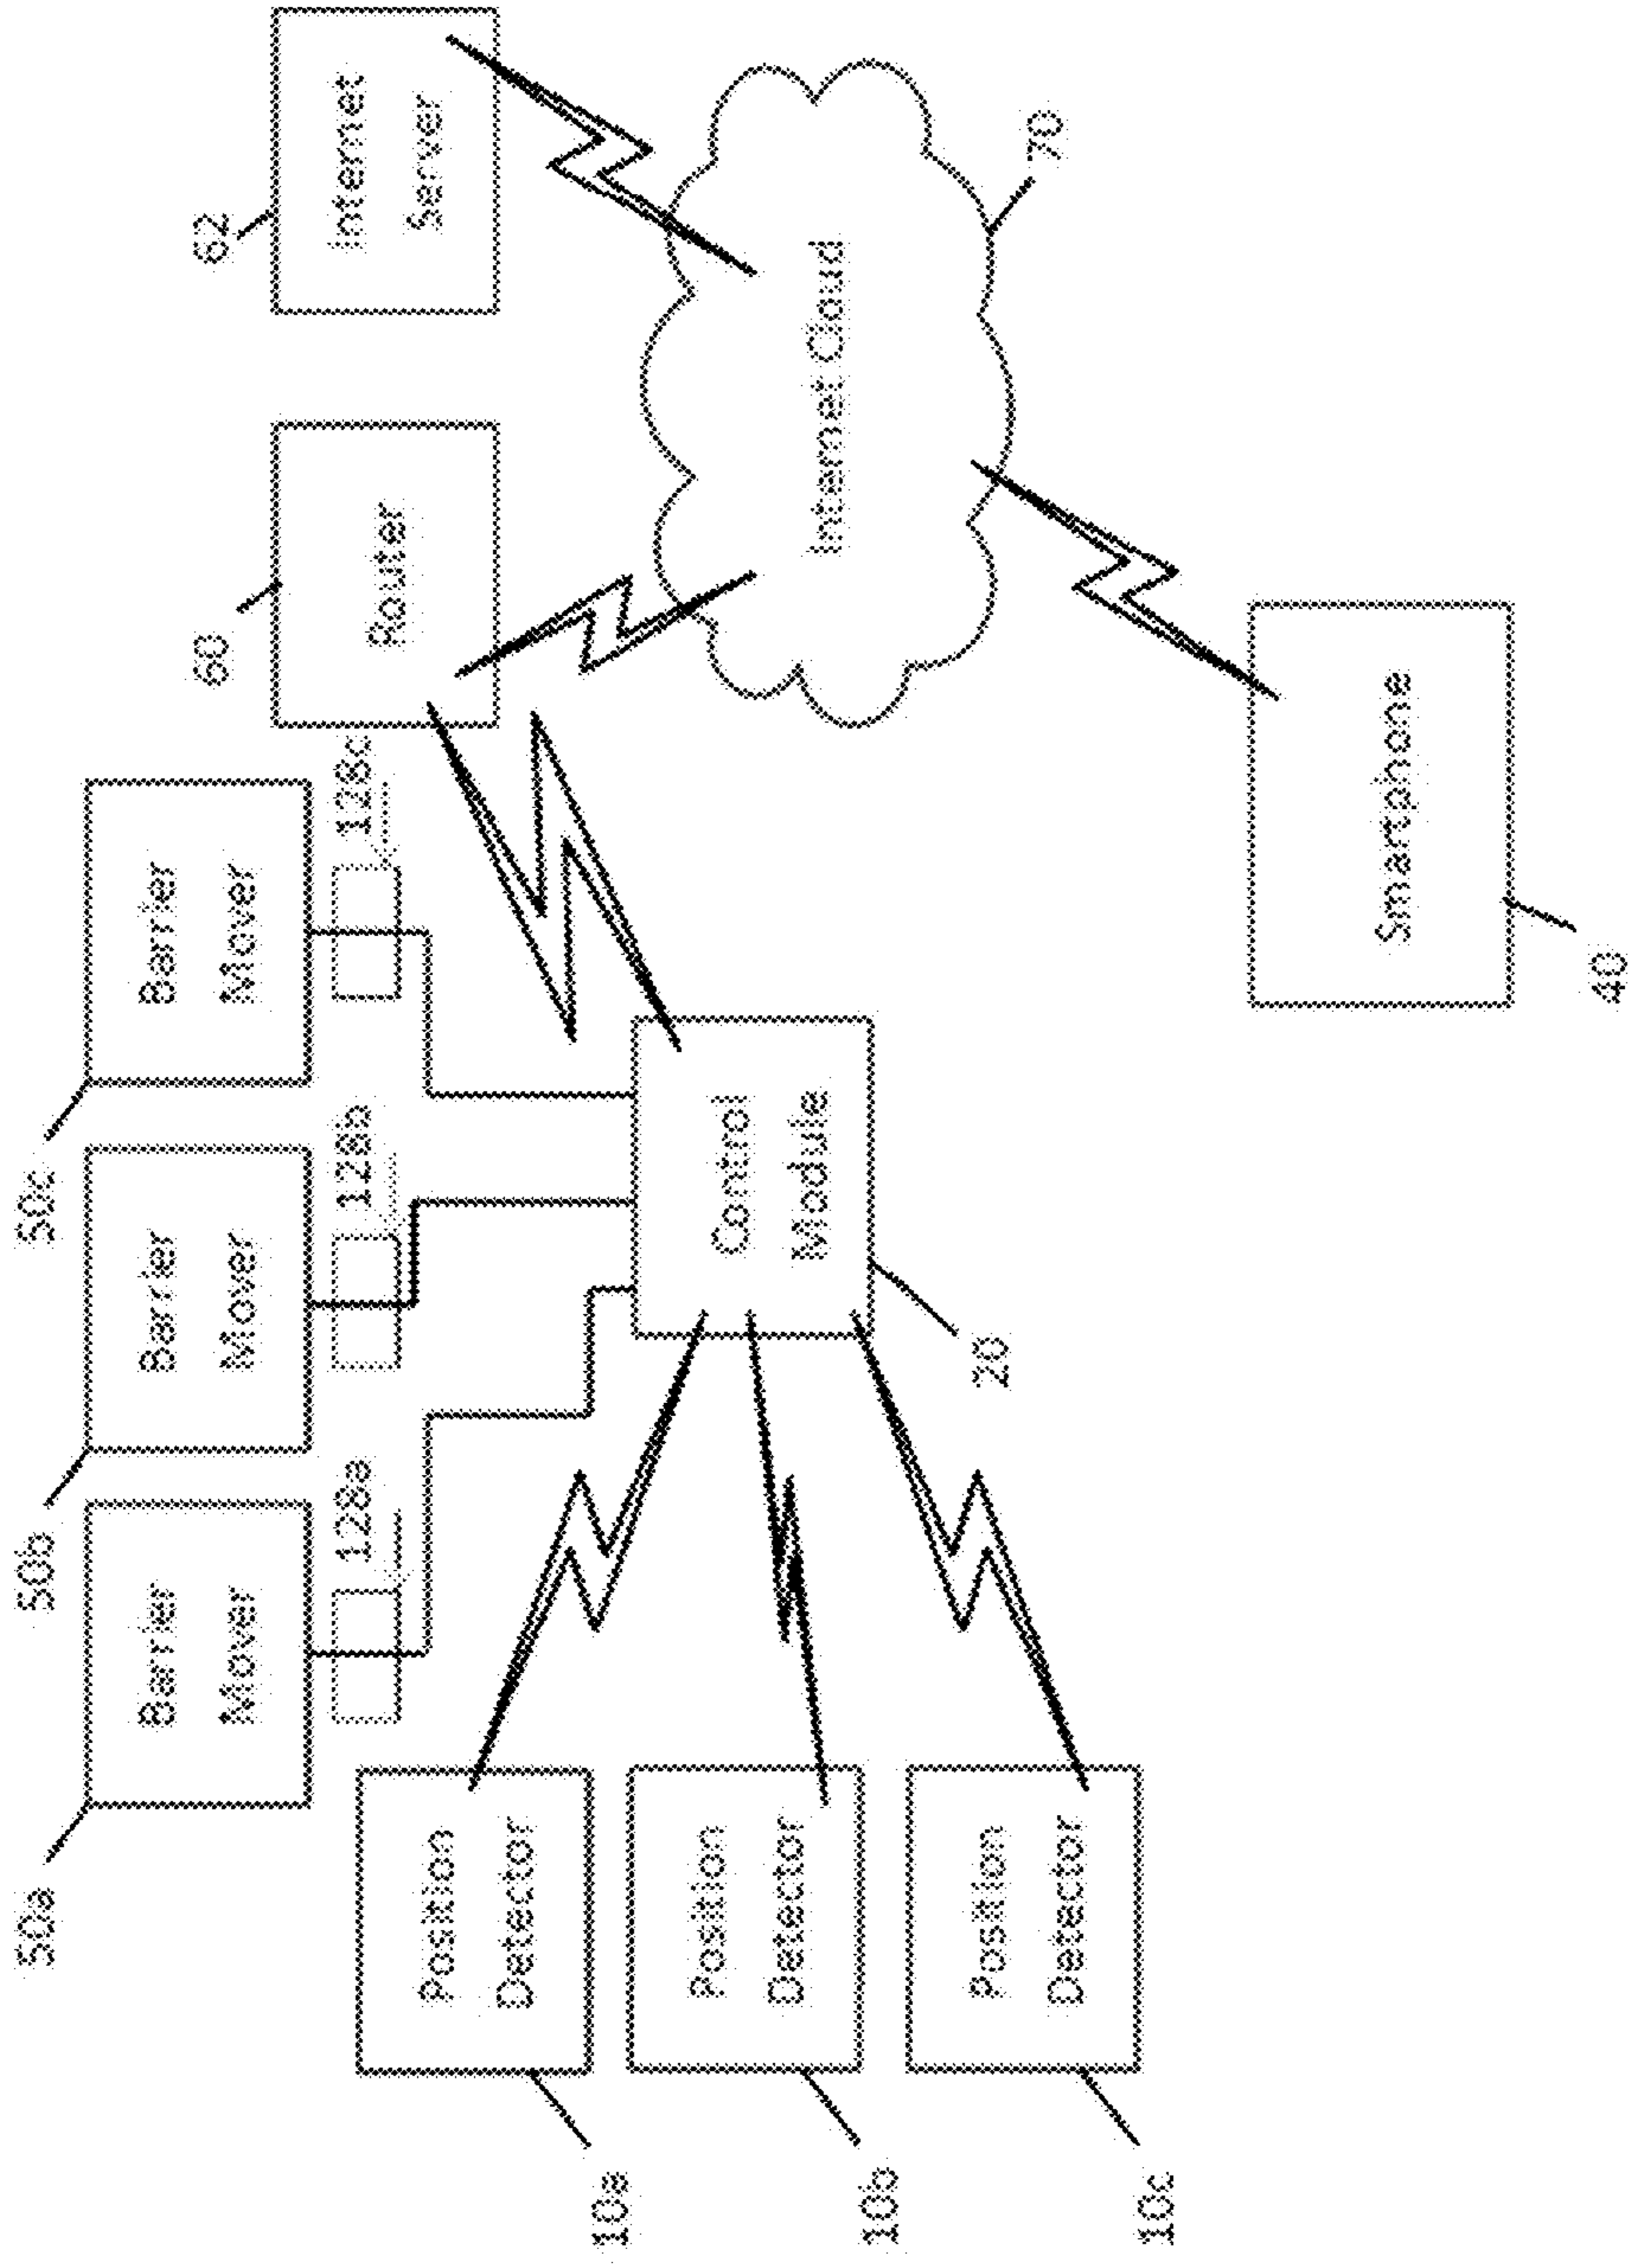 50a
50b
50c
Barrier
Mover
Barrier
Mover
Barrier
Mover
60
62
128a
128b
128c
Router
Internet
Server
Position
Detector
10a
Position
Detector
10b
Position
Detector
10c
Control
Module
20
Internet Cloud
70
Smartphone
40